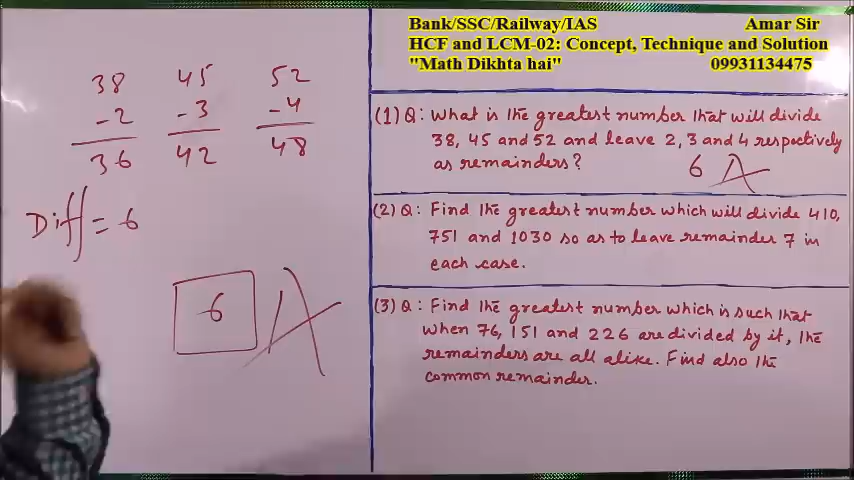 Bank/SSC/Railway/IAS Amar Sir
HCF and LCM-02: Concept, Technique and Solution
"Math Dikhta hai" 09931134475
38 45 52
-2 -3 -4
36 42 48
Diff = 6
6 A
(1) Q: What is the greatest number that will divide
38, 45 and 52 and leave 2, 3 and 4 respectively
as remainders? 6 A
(2) Q: Find the greatest number which will divide 410,
751 and 1030 so as to leave remainder 7 in
each case.
(3) Q: Find the greatest number which is such that
when 76, 151 and 226 are divided by it, the
remainders are all alike. Find also the
common remainder.